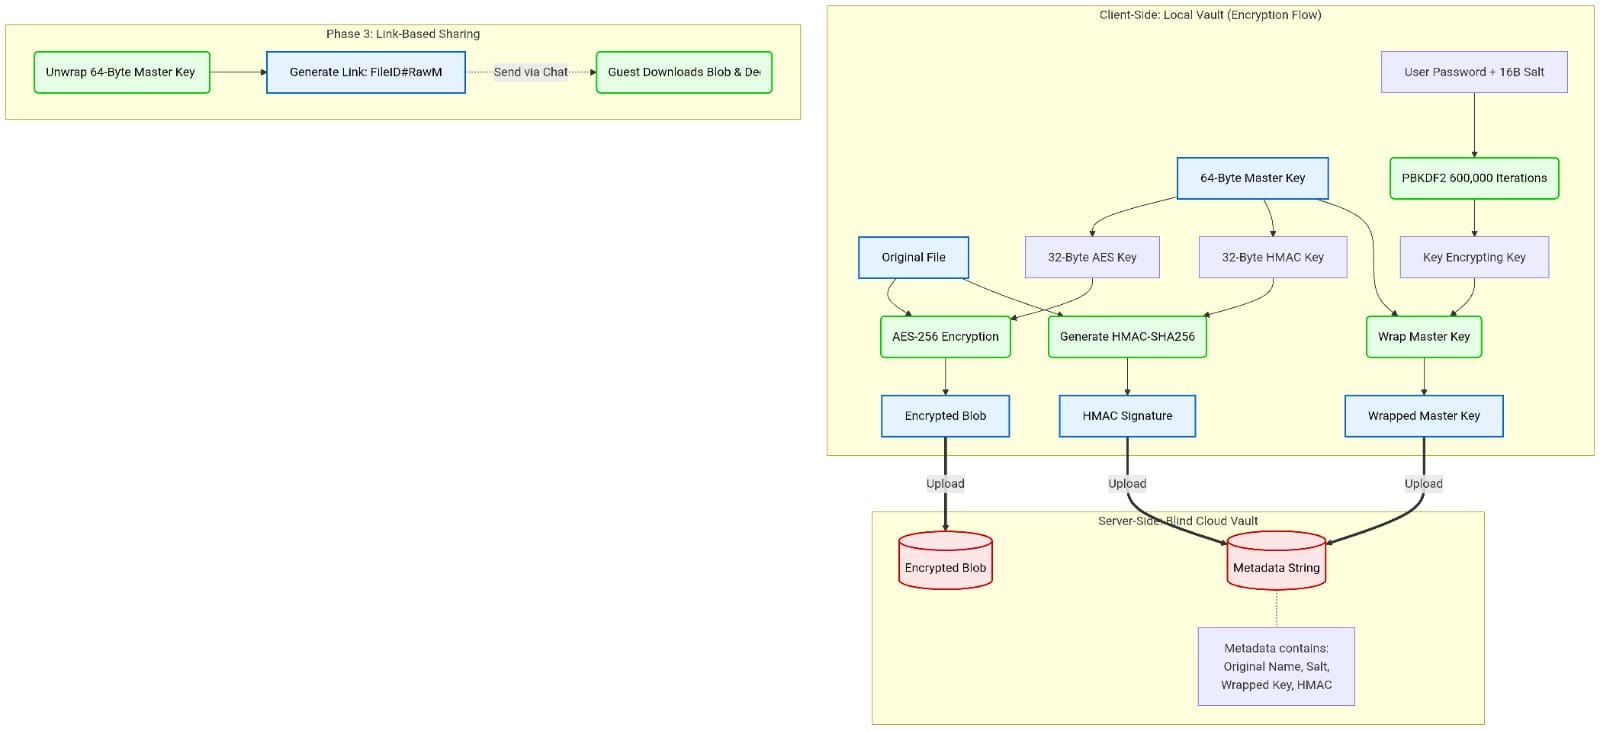 Phase 3: Link-Based Sharing
Unwrap 64-Byte Master Key
Generate Link: FileID#RawM
Send via Chat
Guest Downloads Blob & De
Client-Side: Local Vault (Encryption Flow)
User Password + 16B Salt
64-Byte Master Key
PBKDF2 600,000 Iterations
Original File
32-Byte AES Key
32-Byte HMAC Key
Key Encrypting Key
AES-256 Encryption
Generate HMAC-SHA256
Wrap Master Key
Encrypted Blob
HMAC Signature
Wrapped Master Key
Upload
Upload
Upload
Server-Side: Blind Cloud Vault
Encrypted Blob
Metadata String
Metadata contains:
Original Name, Salt,
Wrapped Key, HMAC